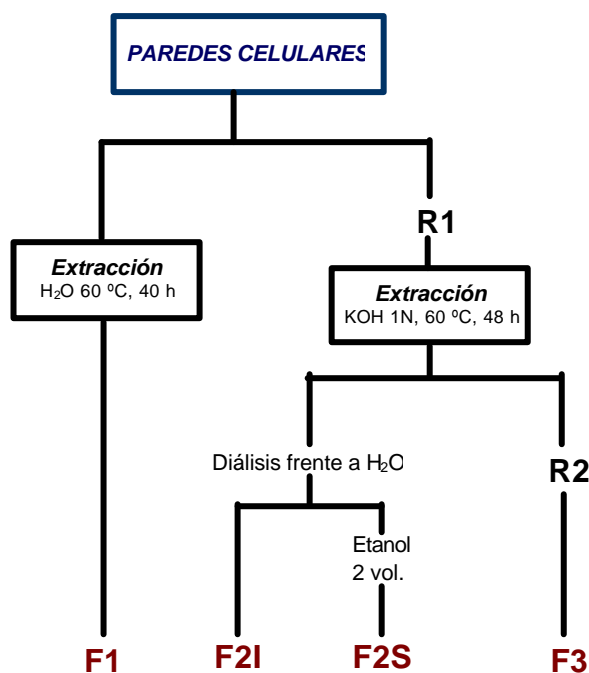 PAREDES CELULARES
R1
Extracción
H₂O 60 ºC, 40 h
Extracción
KOH 1N, 60 ºC, 48 h
Diálisis frente a H₂O
R2
Etanol
2 vol.
F1
F2I
F2S
F3